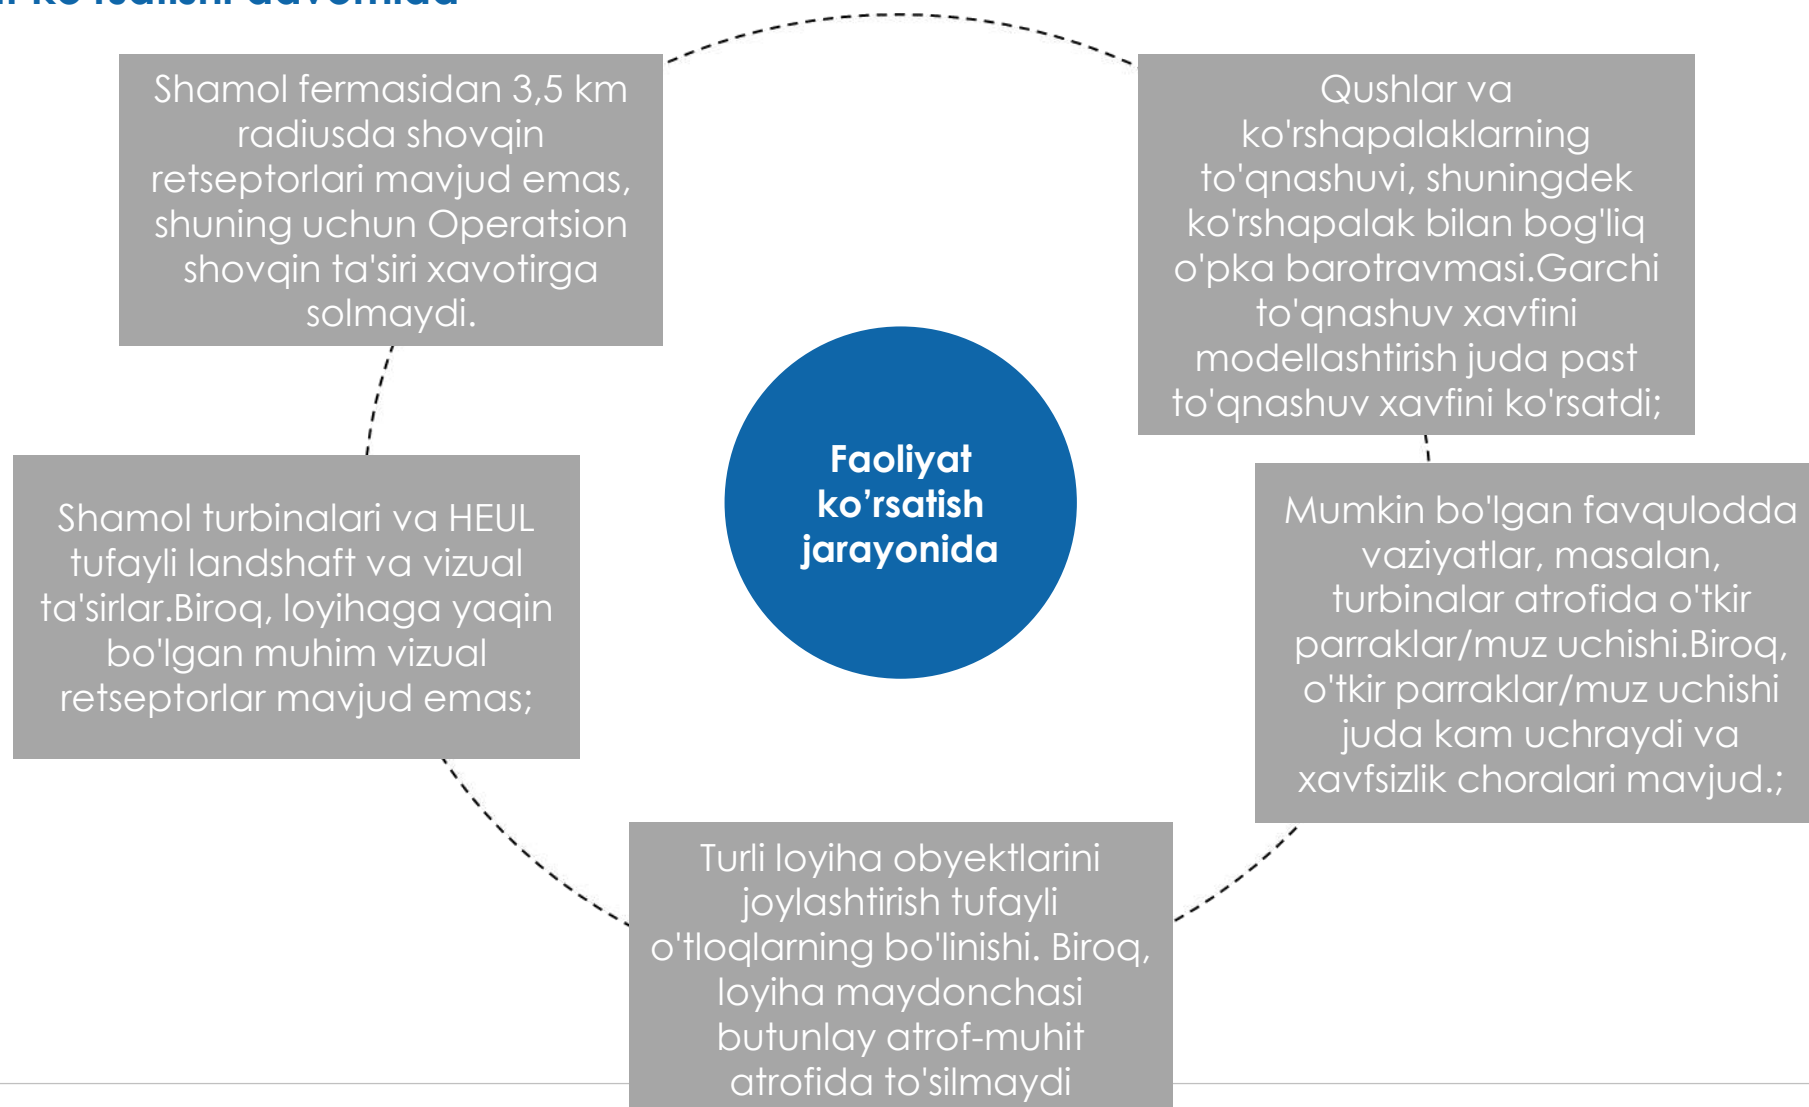 ko'rsatishi davomida
Shamol fermasidan 3,5 km
radiusda shovqin
retseptorlari mavjud emas,
shuning uchun Operatsion
shovqin ta'siri xavotirga
solmaydi.
Qushlar va
ko'rshapalaklarning
to'qnashuvi, shuningdek
ko'rshapalak bilan bog'liq
o'pka barotravmasi.Garchi
to'qnashuv xavfini
modellashtirish juda past
to'qnashuv xavfini ko'rsatdi;
Faoliyat
ko’rsatish
jarayonida
Shamol turbinalari va HEUL
tufayli landshaft va vizual
ta'sirlar.Biroq, loyihaga yaqin
bo'lgan muhim vizual
retseptorlar mavjud emas;
Mumkin bo'lgan favqulodda
vaziyatlar, masalan,
turbinalar atrofida o'tkir
parraklar/muz uchishi.Biroq,
o'tkir parraklar/muz uchishi
juda kam uchraydi va
xavfsizlik choralari mavjud.;
Turli loyiha obyektlarini
joylashtirish tufayli
o'tloqlarning bo'linishi. Biroq,
loyiha maydonchasi
butunlay atrof-muhit
atrofida to'silmaydi